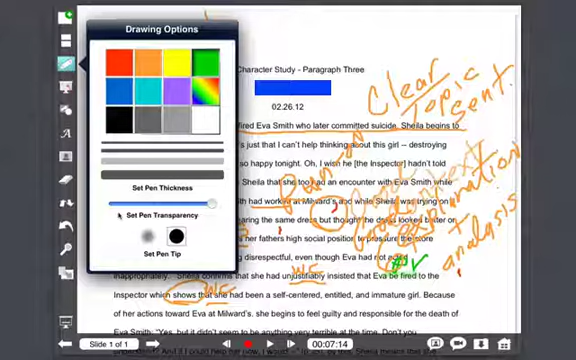 Drawing Options
Set Pen Thickness
Set Pen Transparency
Set Pen Tip
Character Study - Paragraph Three
02.26.12
Clear
Topic
Sent
fired Eva Smith who later committed suicide. Sheila begins to
's just that I can't help thinking about this girl -- destroying
so happy tonight. Oh, I wish he [the Inspector] hadn't told
Sheila that she too had an encounter with Eva Smith while
had worked at Milward's and while Sheila was trying on
the same dress but thought the dress looked better on
her fathers high social position to pressure the store
explanation
+
analysis
being disrespectful, even though Eva had not acted
WC
inappropriately. Sheila confirms that she had unjustifiably insisted that Eva be fired to the
Inspector which shows that she had been a self-centered, entitled, and immature girl. Because
WC
of her actions toward Eva at Milward's, she begins to feel guilty and responsible for the death of
Eva Smith: "Yes, but it didn't seem to be anything very terrible at the time. Don't you
Slide 1 of 1
00:07:14